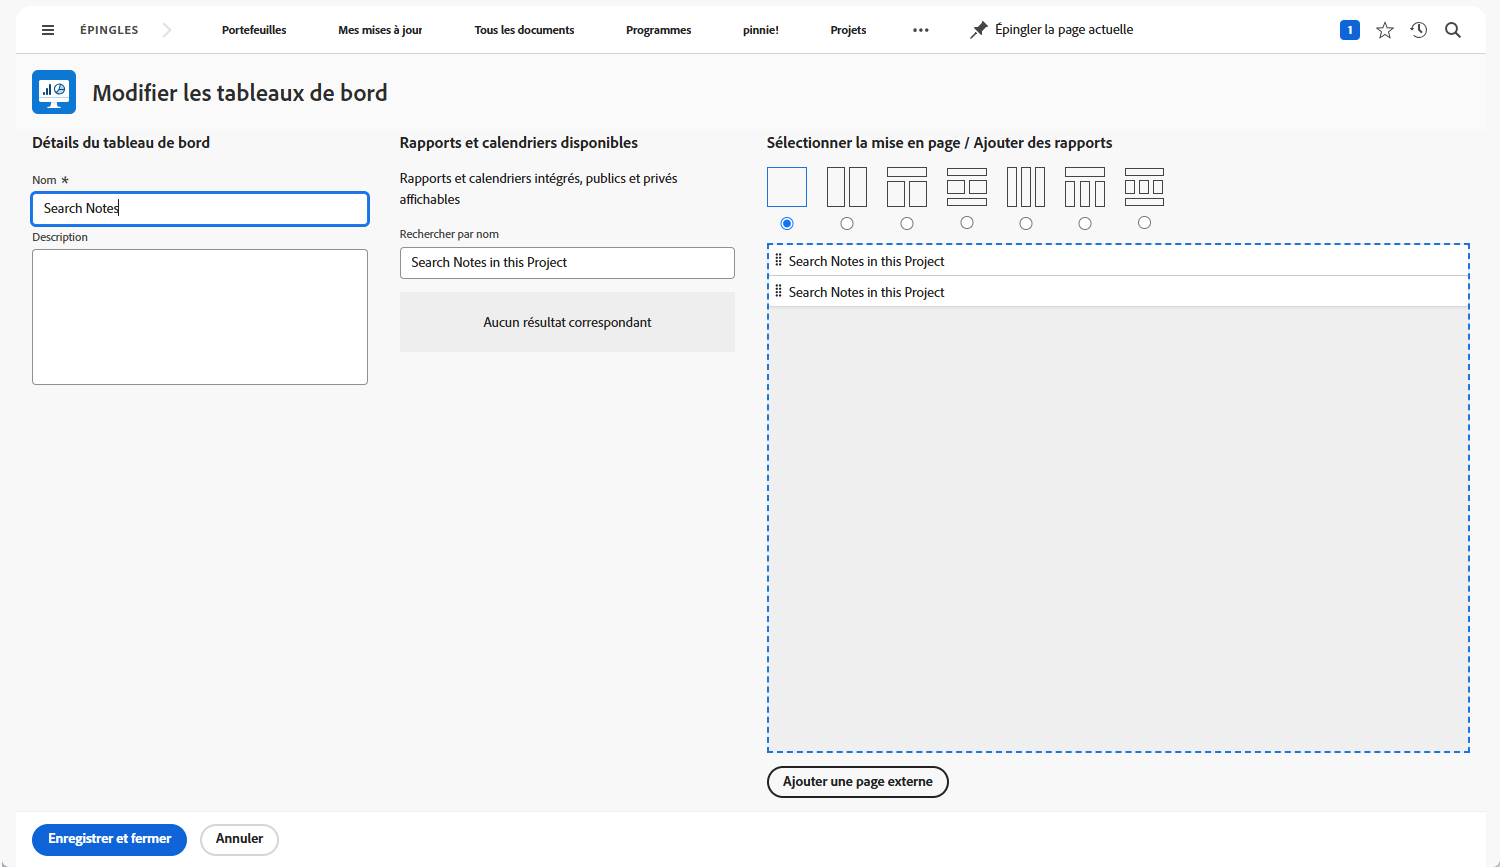 ÉPINGLES
Portefeuilles
Mes mises à jour
Tous les documents
Programmes
pinnie!
Projets
Épingler la page actuelle
1
Modifier les tableaux de bord
Détails du tableau de bord
Nom *
Search Notes
Description
Rapports et calendriers disponibles
Rapports et calendriers intégrés, publics et privés
affichables
Rechercher par nom
Search Notes in this Project
Aucun résultat correspondant
Sélectionner la mise en page / Ajouter des rapports
Search Notes in this Project
Search Notes in this Project
Ajouter une page externe
Enregistrer et fermer
Annuler